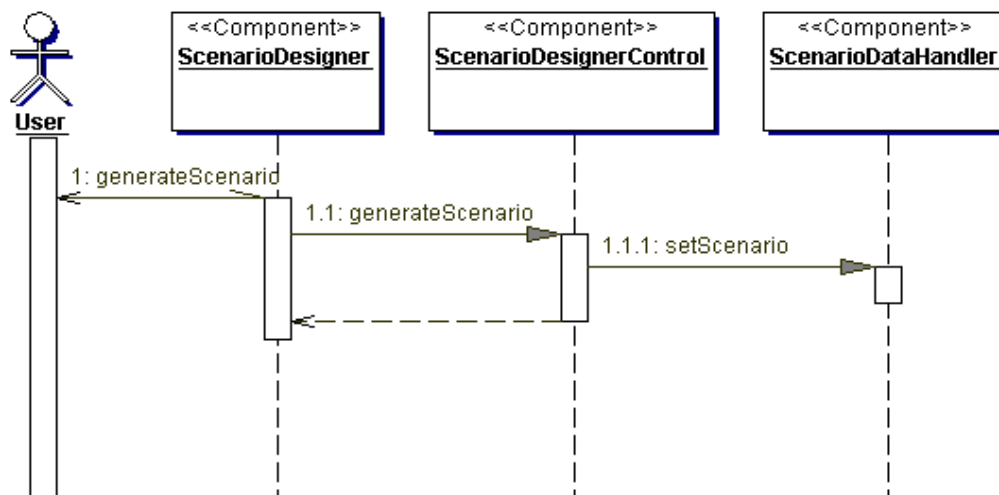 <<Component>>
ScenarioDesigner
<<Component>>
ScenarioDesignerControl
<<Component>>
ScenarioDataHandler
User
1: generateScenario
1.1: generateScenario
1.1.1: setScenario